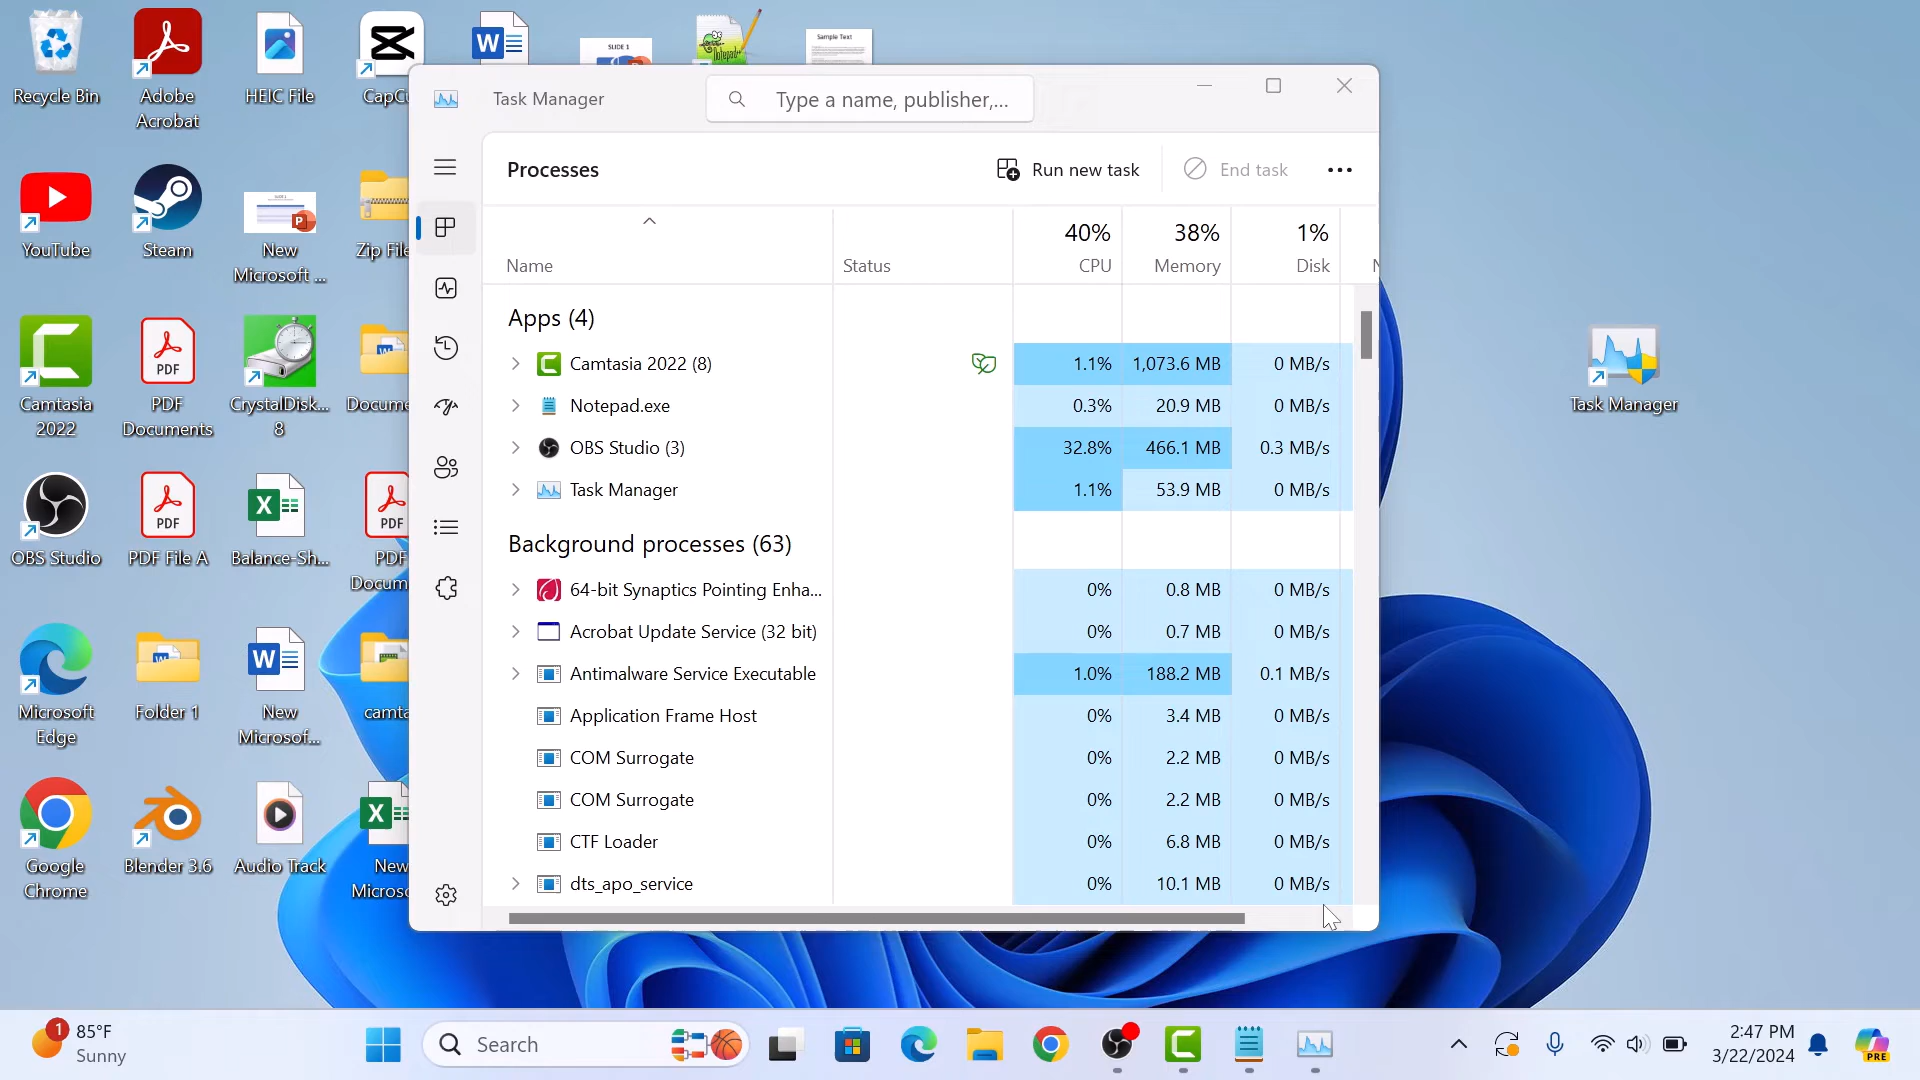 Recycle Bin
Adobe
Acrobat
HEIC File
CapCu
SLIDE 1
Sample Text
YouTube
Steam
New
Microsoft ...
Zip File
Camtasia
2022
PDF
PDF
Documents
CrystalDisk...
8
Docume
OBS Studio
PDF
PDF File A
Balance-Sh...
PDF
PDF
Docum
Microsoft
Edge
Folder 1
New
Microsof...
camta
Google
Chrome
Blender 3.6
Audio Track
New
Microso
Task Manager
Type a name, publisher,...
Processes
Run new task
End task
40%
38%
1%
Name
Status
CPU
Memory
Disk
Apps (4)
Camtasia 2022 (8) 1.1% 1,073.6 MB 0 MB/s
Notepad.exe 0.3% 20.9 MB 0 MB/s
OBS Studio (3) 32.8% 466.1 MB 0.3 MB/s
Task Manager 1.1% 53.9 MB 0 MB/s
Background processes (63)
64-bit Synaptics Pointing Enha... 0% 0.8 MB 0 MB/s
Acrobat Update Service (32 bit) 0% 0.7 MB 0 MB/s
Antimalware Service Executable 1.0% 188.2 MB 0.1 MB/s
Application Frame Host 0% 3.4 MB 0 MB/s
COM Surrogate 0% 2.2 MB 0 MB/s
COM Surrogate 0% 2.2 MB 0 MB/s
CTF Loader 0% 6.8 MB 0 MB/s
dts_apo_service 0% 10.1 MB 0 MB/s
Task Manager
1
85°F
Sunny
Search
2:47 PM
3/22/2024
PRE